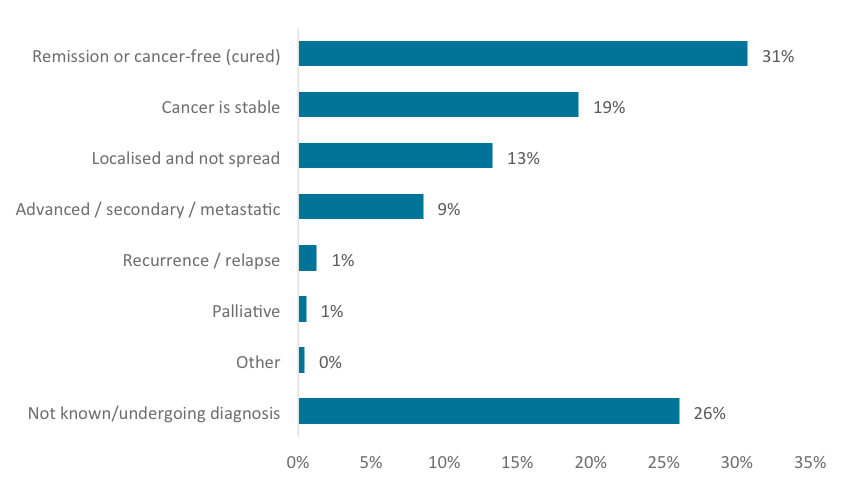 Remission or cancer-free (cured) 31%
Cancer is stable 19%
Localised and not spread 13%
Advanced / secondary / metastatic 9%
Recurrence / relapse 1%
Palliative 1%
Other 0%
Not known/undergoing diagnosis 26%
0% 5% 10% 15% 20% 25% 30% 35%